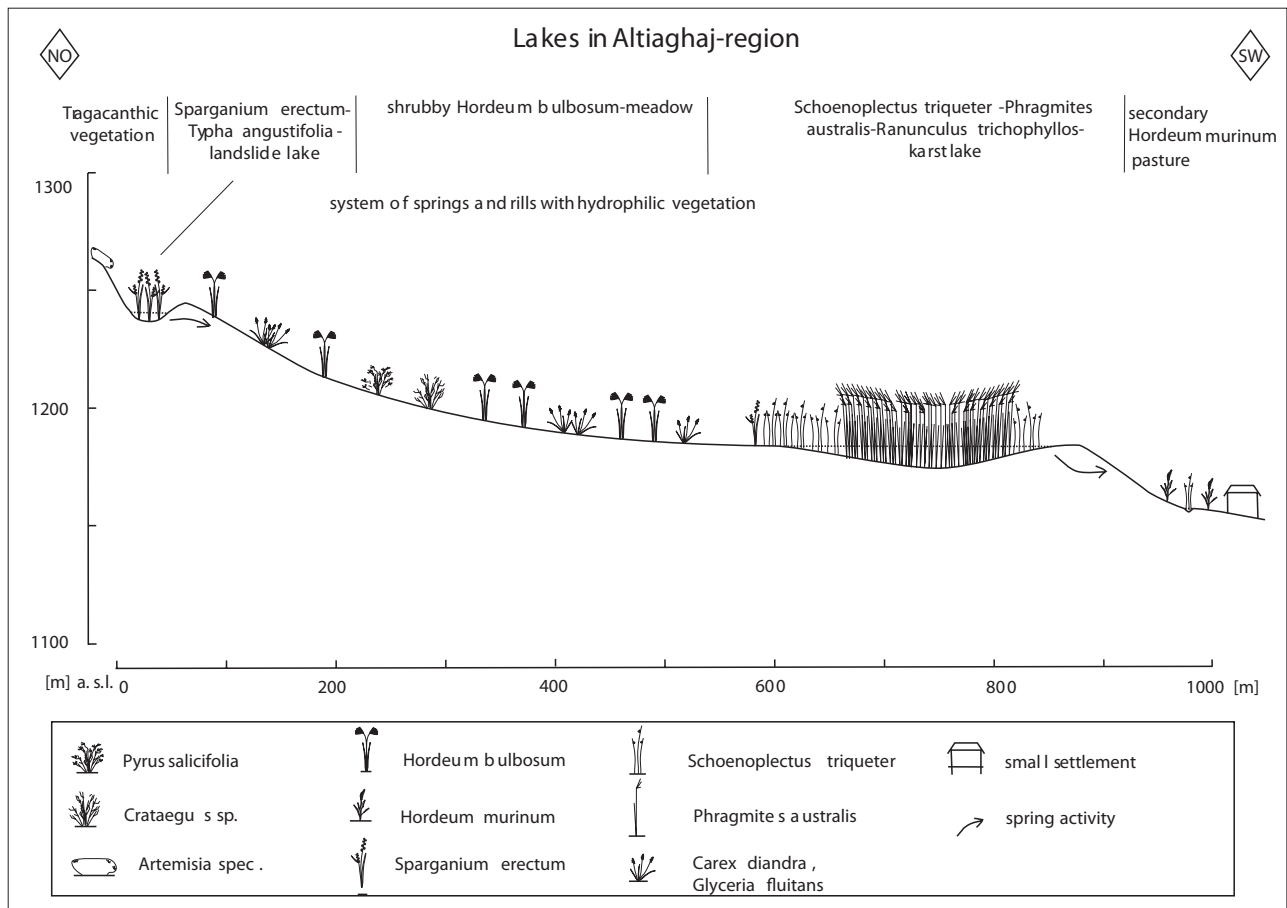 Lakes in Altiaghaj-region
NO
SW
Tragacanthic
vegetation
Sparganium erectum-
Typha angustifolia-
landslide lake
shrubby Hordeum bulbosum-meadow
Schoenoplectus triqueter -Phragmites
australis-Ranunculus trichophyllos-
karst lake
secondary
Hordeum murinum
pasture
system of springs and rills with hydrophilic vegetation
1300
1200
1100
[m] a. s.l. 0 200 400 600 800 1000 [m]
Pyrus salicifolia
Crataegus sp.
Artemisia spec.
Hordeum bulbosum
Hordeum murinum
Sparganium erectum
Schoenoplectus triqueter
Phragmites australis
Carex diandra,
Glyceria fluitans
small settlement
spring activity